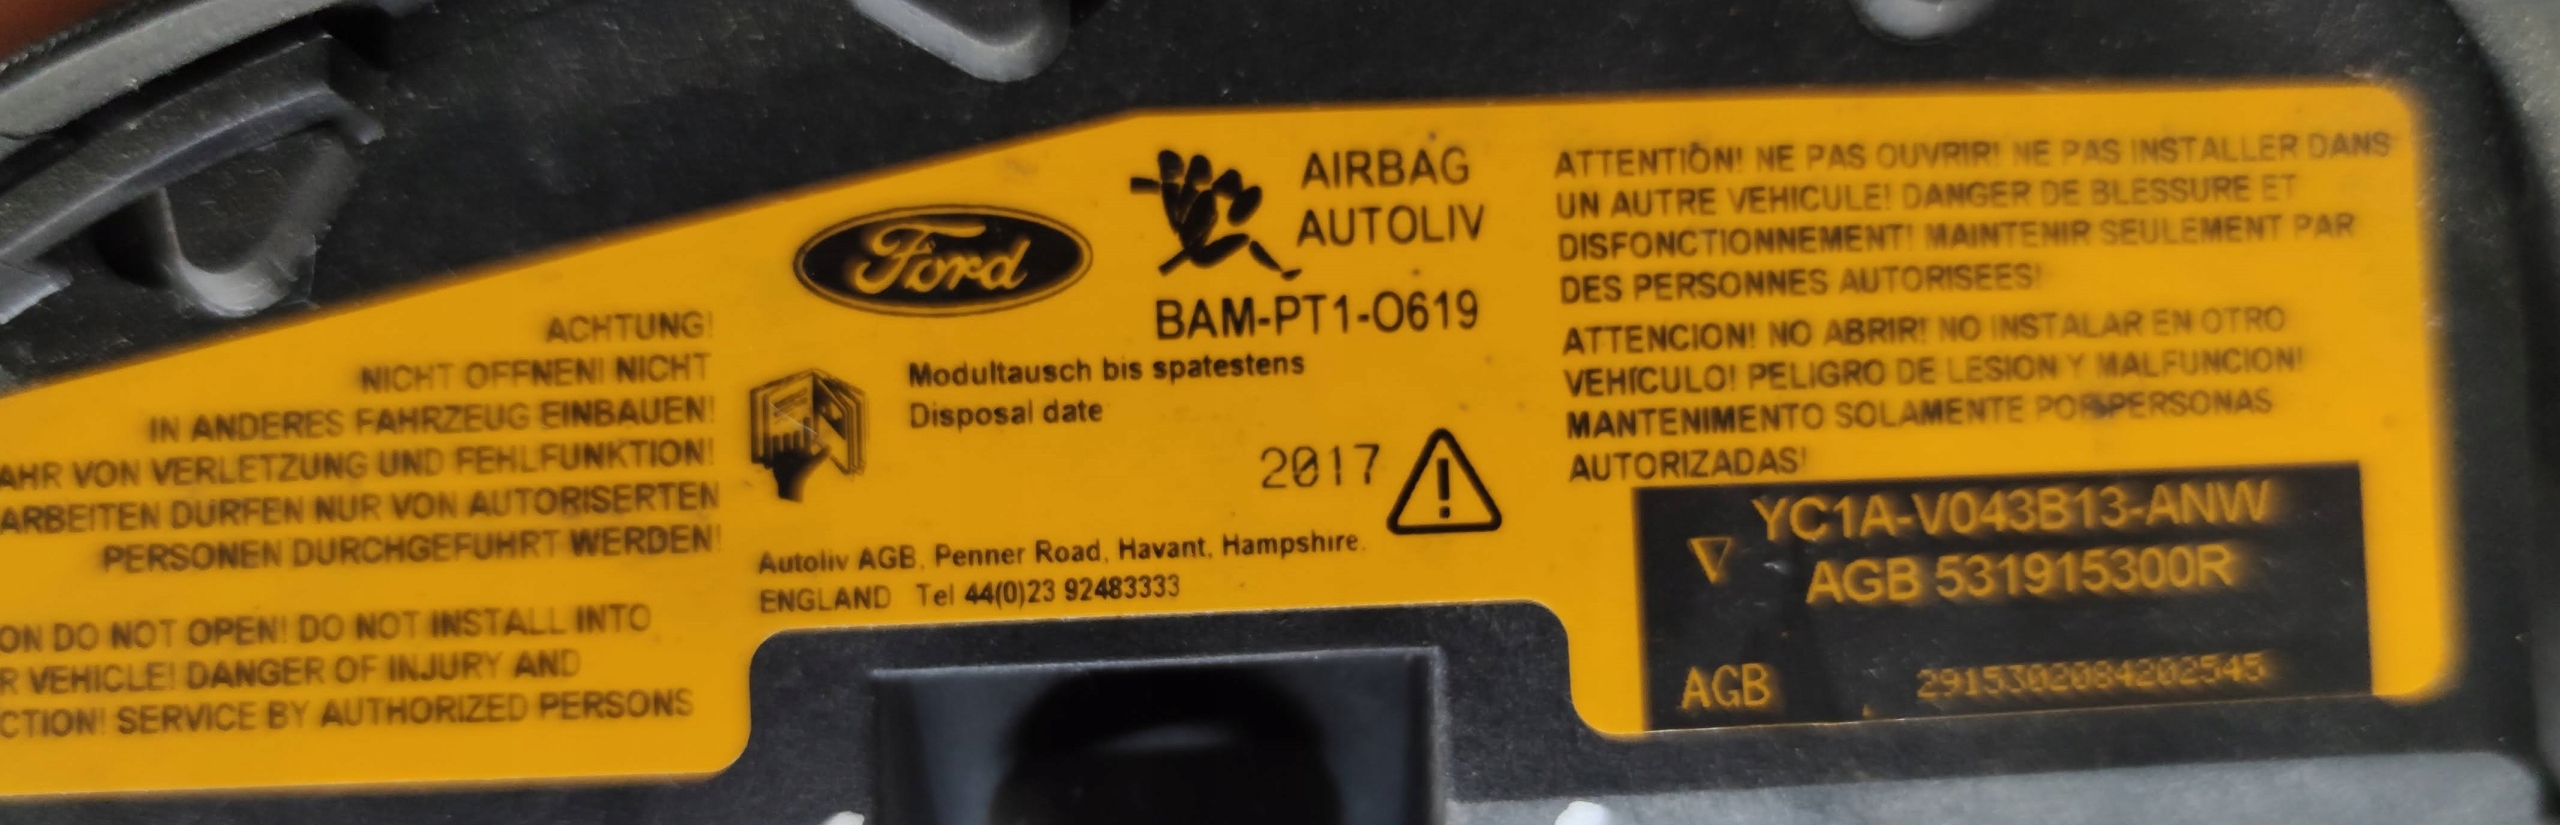 ACHTUNG!
NICHT OFFNEN! NICHT
IN ANDERES FAHRZEUG EINBAUEN!
AHR VON VERLETZUNG UND FEHLFUNKTION!
ARBEITEN DURFEN NUR VON AUTORISERTEN
PERSONEN DURCHGEFUHRT WERDEN!
ON DO NOT OPEN! DO NOT INSTALL INTO
R VEHICLE! DANGER OF INJURY AND
CTION! SERVICE BY AUTHORIZED PERSONS
Ford
AIRBAG
AUTOLIV
BAM-PT1-O619
Modultausch bis spatestens
Disposal date
2017
Autoliv AGB, Penner Road, Havant, Hampshire.
ENGLAND Tel 44(0)23 92483333
ATTENTION! NE PAS OUVRIR! NE PAS INSTALLER DANS
UN AUTRE VEHICULE! DANGER DE BLESSURE ET
DISFONCTIONNEMENT! MAINTENIR SEULEMENT PAR
DES PERSONNES AUTORISEES!
ATTENCION! NO ABRIR! NO INSTALAR EN OTRO
VEHICULO! PELIGRO DE LESION Y MALFUNCION!
MANTENIMENTO SOLAMENTE POR PERSONAS
AUTORIZADAS!
YC1A-V043B13-ANW
AGB 531915300R
AGB 2915302084202545